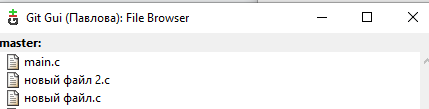 Git Gui (Павлова): File Browser
master:
main.c
новый файл 2.c
новый файл.c